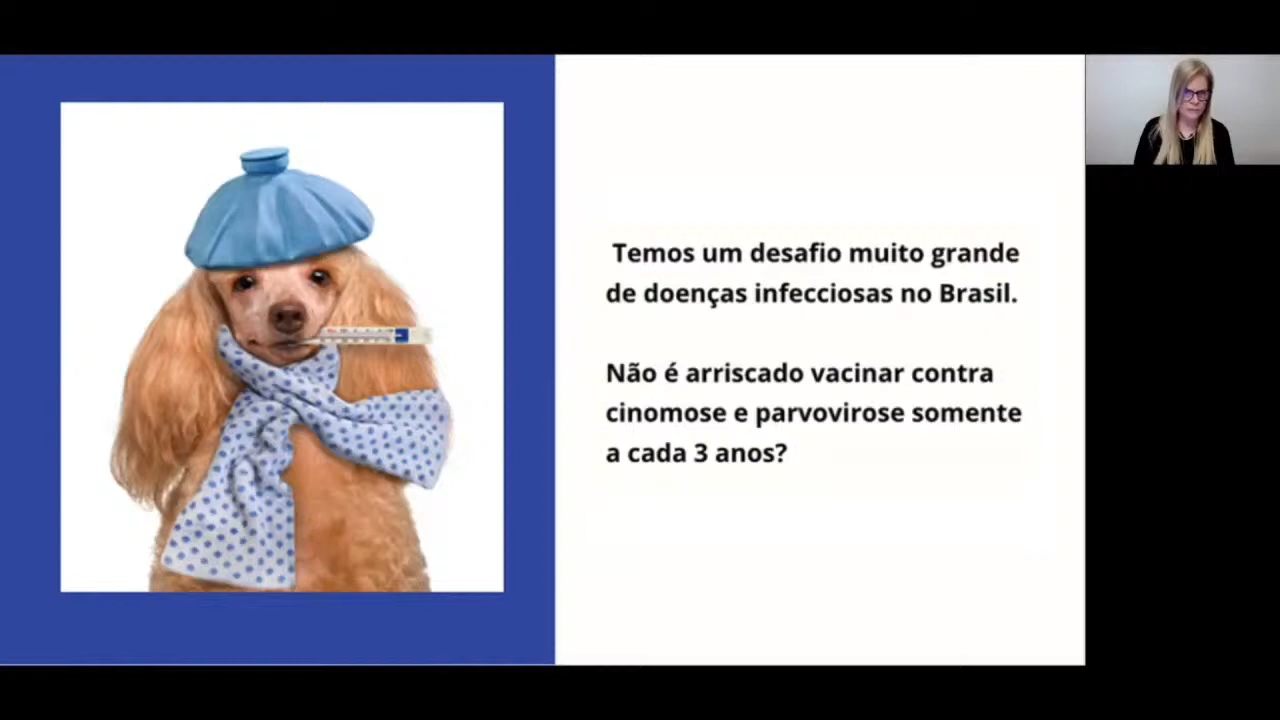 Temos um desafio muito grande
de doenças infecciosas no Brasil.
Não é arriscado vacinar contra
cinomose e parvovirose somente
a cada 3 anos?